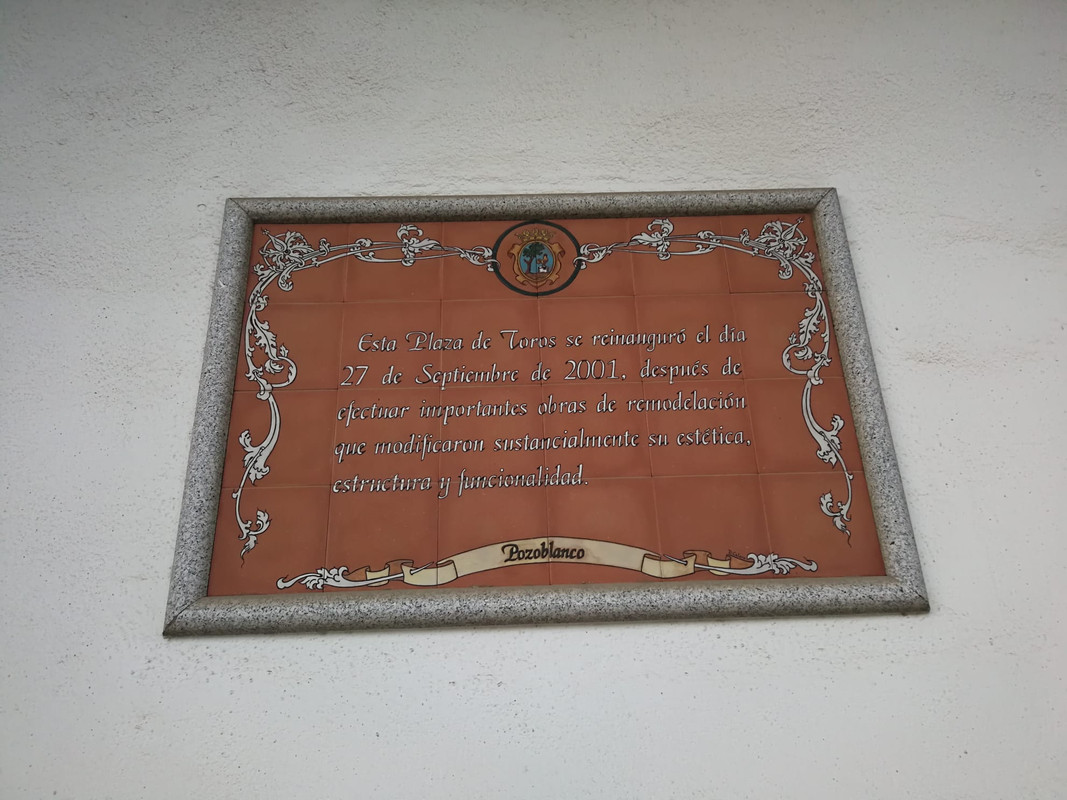 Esta Plaza de Toros se reinauguró el día
27 de Septiembre de 2001, después de
efectuar importantes obras de remodelación
que modificaron sustancialmente su estética,
estructura y funcionalidad.
Pozoblanco